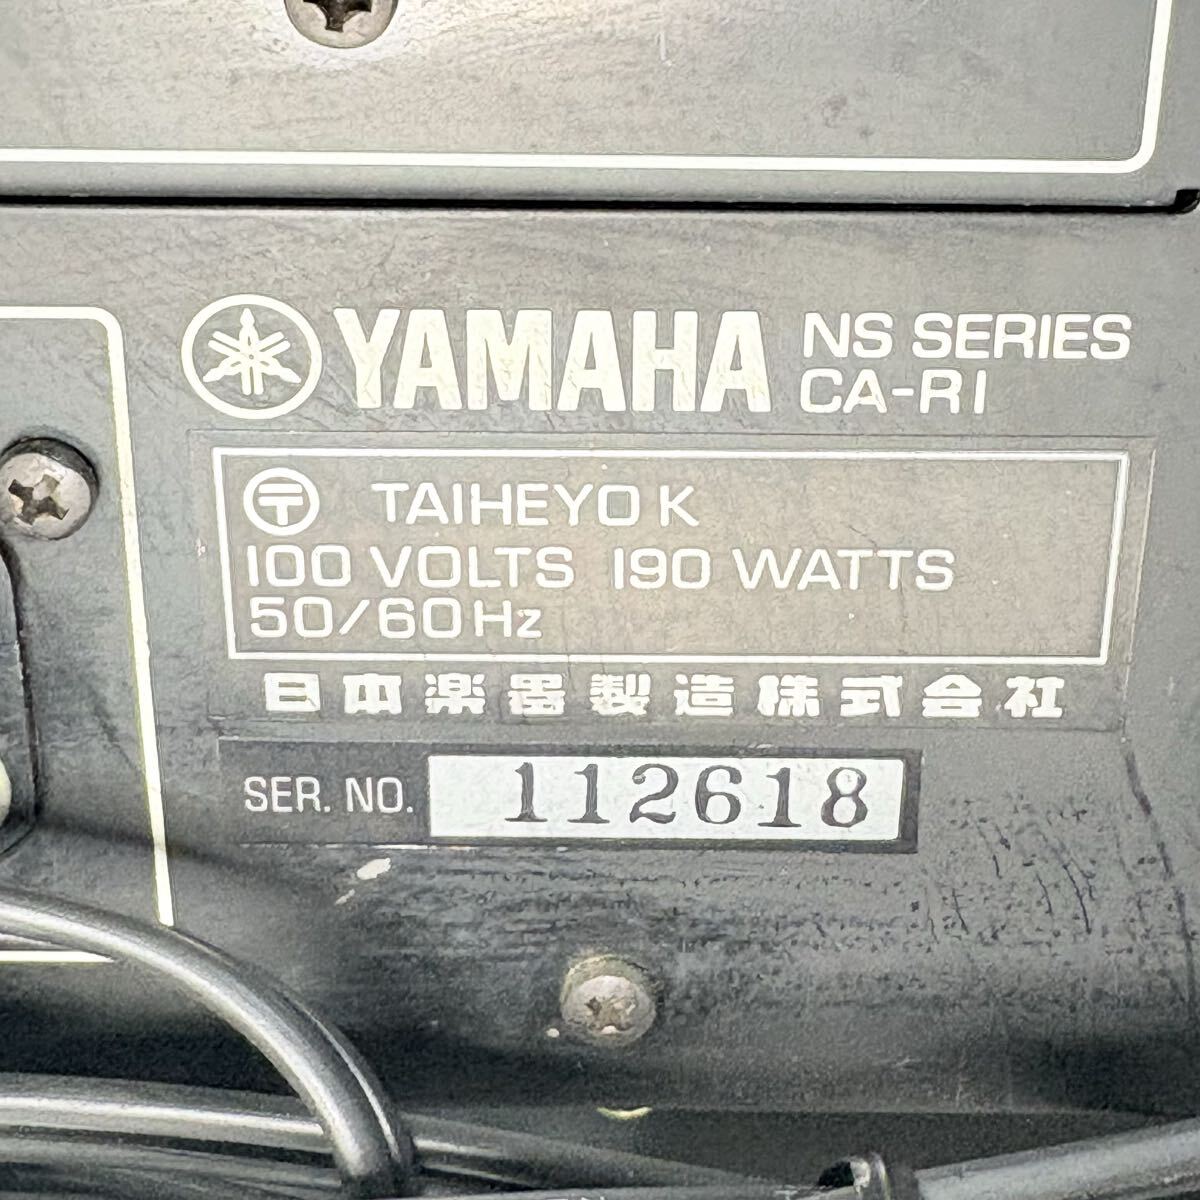 YAMAHA NS SERIES
CA-R1
〒 TAIHEYO K
100 VOLTS 190 WATTS
50/60Hz
日本楽器製造株式会社
SER. NO. 112618